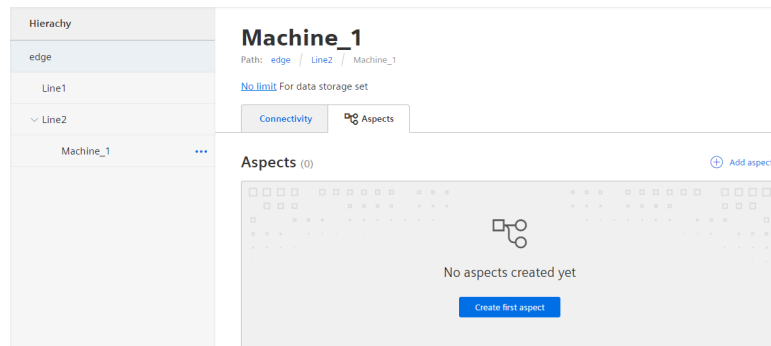 Hierachy
edge
Line1
Line2
Machine_1
Machine_1
Path: edge / Line2 / Machine_1
No limit For data storage set
Connectivity
Aspects
Aspects (0)
Add aspect
No aspects created yet
Create first aspect